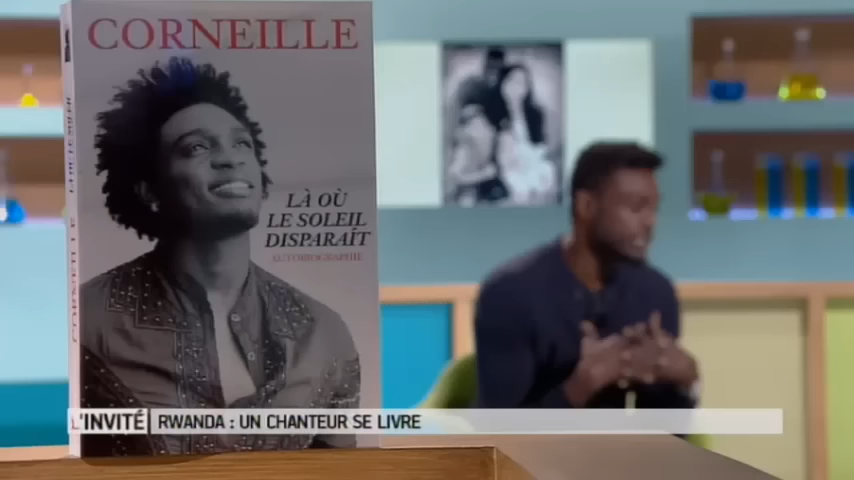 CORNEILLE
LÀ OÙ
LE SOLEIL
DISPARAÎT
AUTOBIOGRAPHIE
L'INVITÉ RWANDA : UN CHANTEUR SE LIVRE